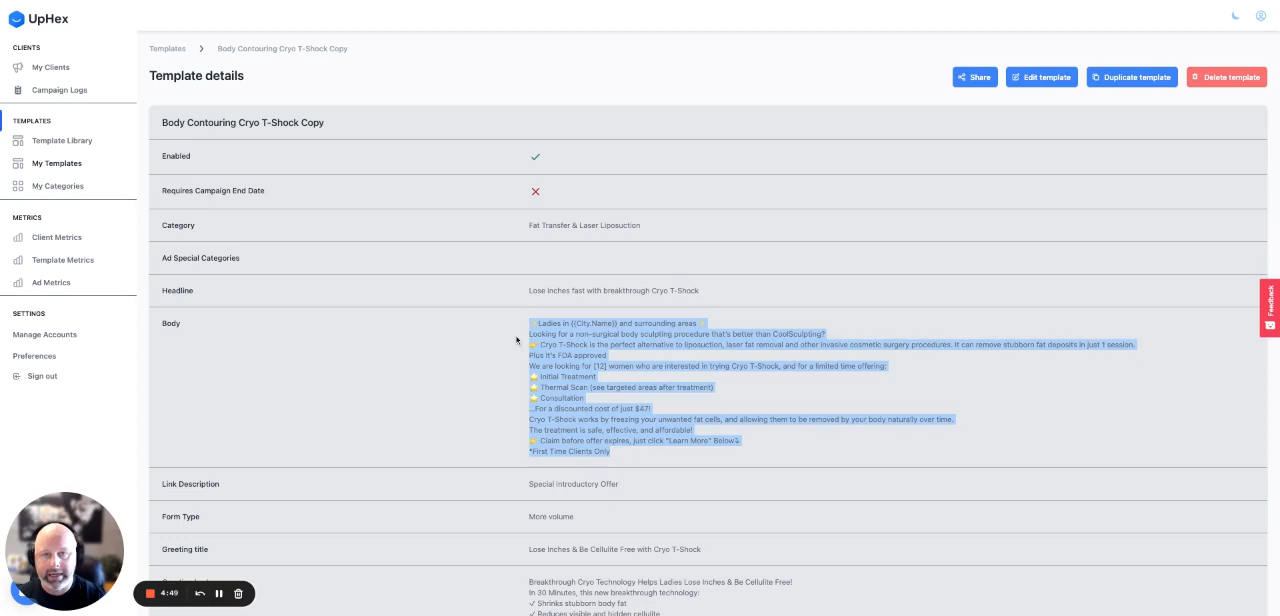 UpHex
CLIENTS
My Clients
Campaign Logs
TEMPLATES
Template Library
My Templates
My Categories
METRICS
Client Metrics
Template Metrics
Ad Metrics
SETTINGS
Manage Accounts
Preferences
Sign out
Templates > Body Contouring Cryo T-Shock Copy
Template details
Share
Edit template
Duplicate template
Delete template
Body Contouring Cryo T-Shock Copy
Enabled
Requires Campaign End Date
Category Fat Transfer & Laser Liposuction
Ad Special Categories
Headline Lose inches fast with breakthrough Cryo T-Shock
Body
Ladies in {{City.Name}} and surrounding areas
Looking for a non-surgical body sculpting procedure that's better than CoolSculpting?
Cryo T-Shock is the perfect alternative to liposuction, laser fat removal and other invasive cosmetic surgery procedures. It can remove stubborn fat deposits in just 1 session.
Plus it's FDA approved
We are looking for [12] women who are interested in trying Cryo T-Shock, and for a limited time offering:
Initial Treatment
Thermal Scan (see targeted areas after treatment)
Consultation
...For a discounted cost of just $47!
Cryo T-Shock works by freezing your unwanted fat cells, and allowing them to be removed by your body naturally over time.
The treatment is safe, effective, and affordable!
Claim before offer expires, just click "Learn More" Below
*First Time Clients Only
Link Description Special Introductory Offer
Form Type More volume
Greeting title Lose Inches & Be Cellulite Free with Cryo T-Shock
Breakthrough Cryo Technology Helps Ladies Lose Inches & Be Cellulite Free!
In 30 Minutes, this new breakthrough technology:
✓ Shrinks stubborn body fat
✓ Reduces visible and hidden cellulite
Feedback
4:49